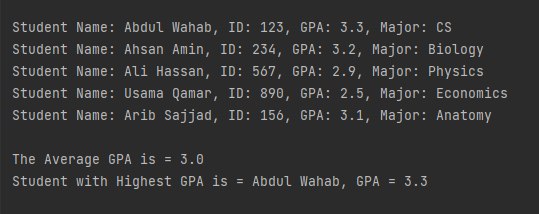 Student Name: Abdul Wahab, ID: 123, GPA: 3.3, Major: CS
Student Name: Ahsan Amin, ID: 234, GPA: 3.2, Major: Biology
Student Name: Ali Hassan, ID: 567, GPA: 2.9, Major: Physics
Student Name: Usama Qamar, ID: 890, GPA: 2.5, Major: Economics
Student Name: Arib Sajjad, ID: 156, GPA: 3.1, Major: Anatomy
The Average GPA is = 3.0
Student with Highest GPA is = Abdul Wahab, GPA = 3.3